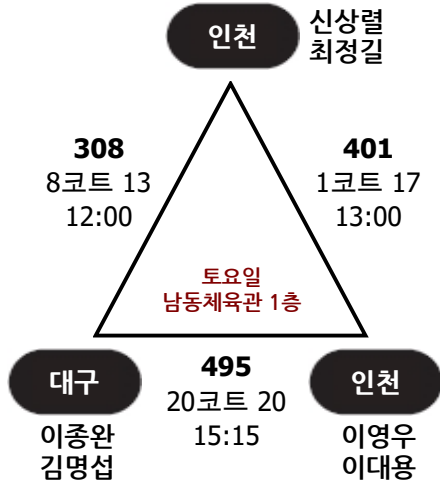 인천
신상렬
최정길
308
8코트 13
12:00
401
1코트 17
13:00
토요일
남동체육관 1층
대구
이종완
김명섭
495
20코트 20
15:15
인천
이영우
이대용